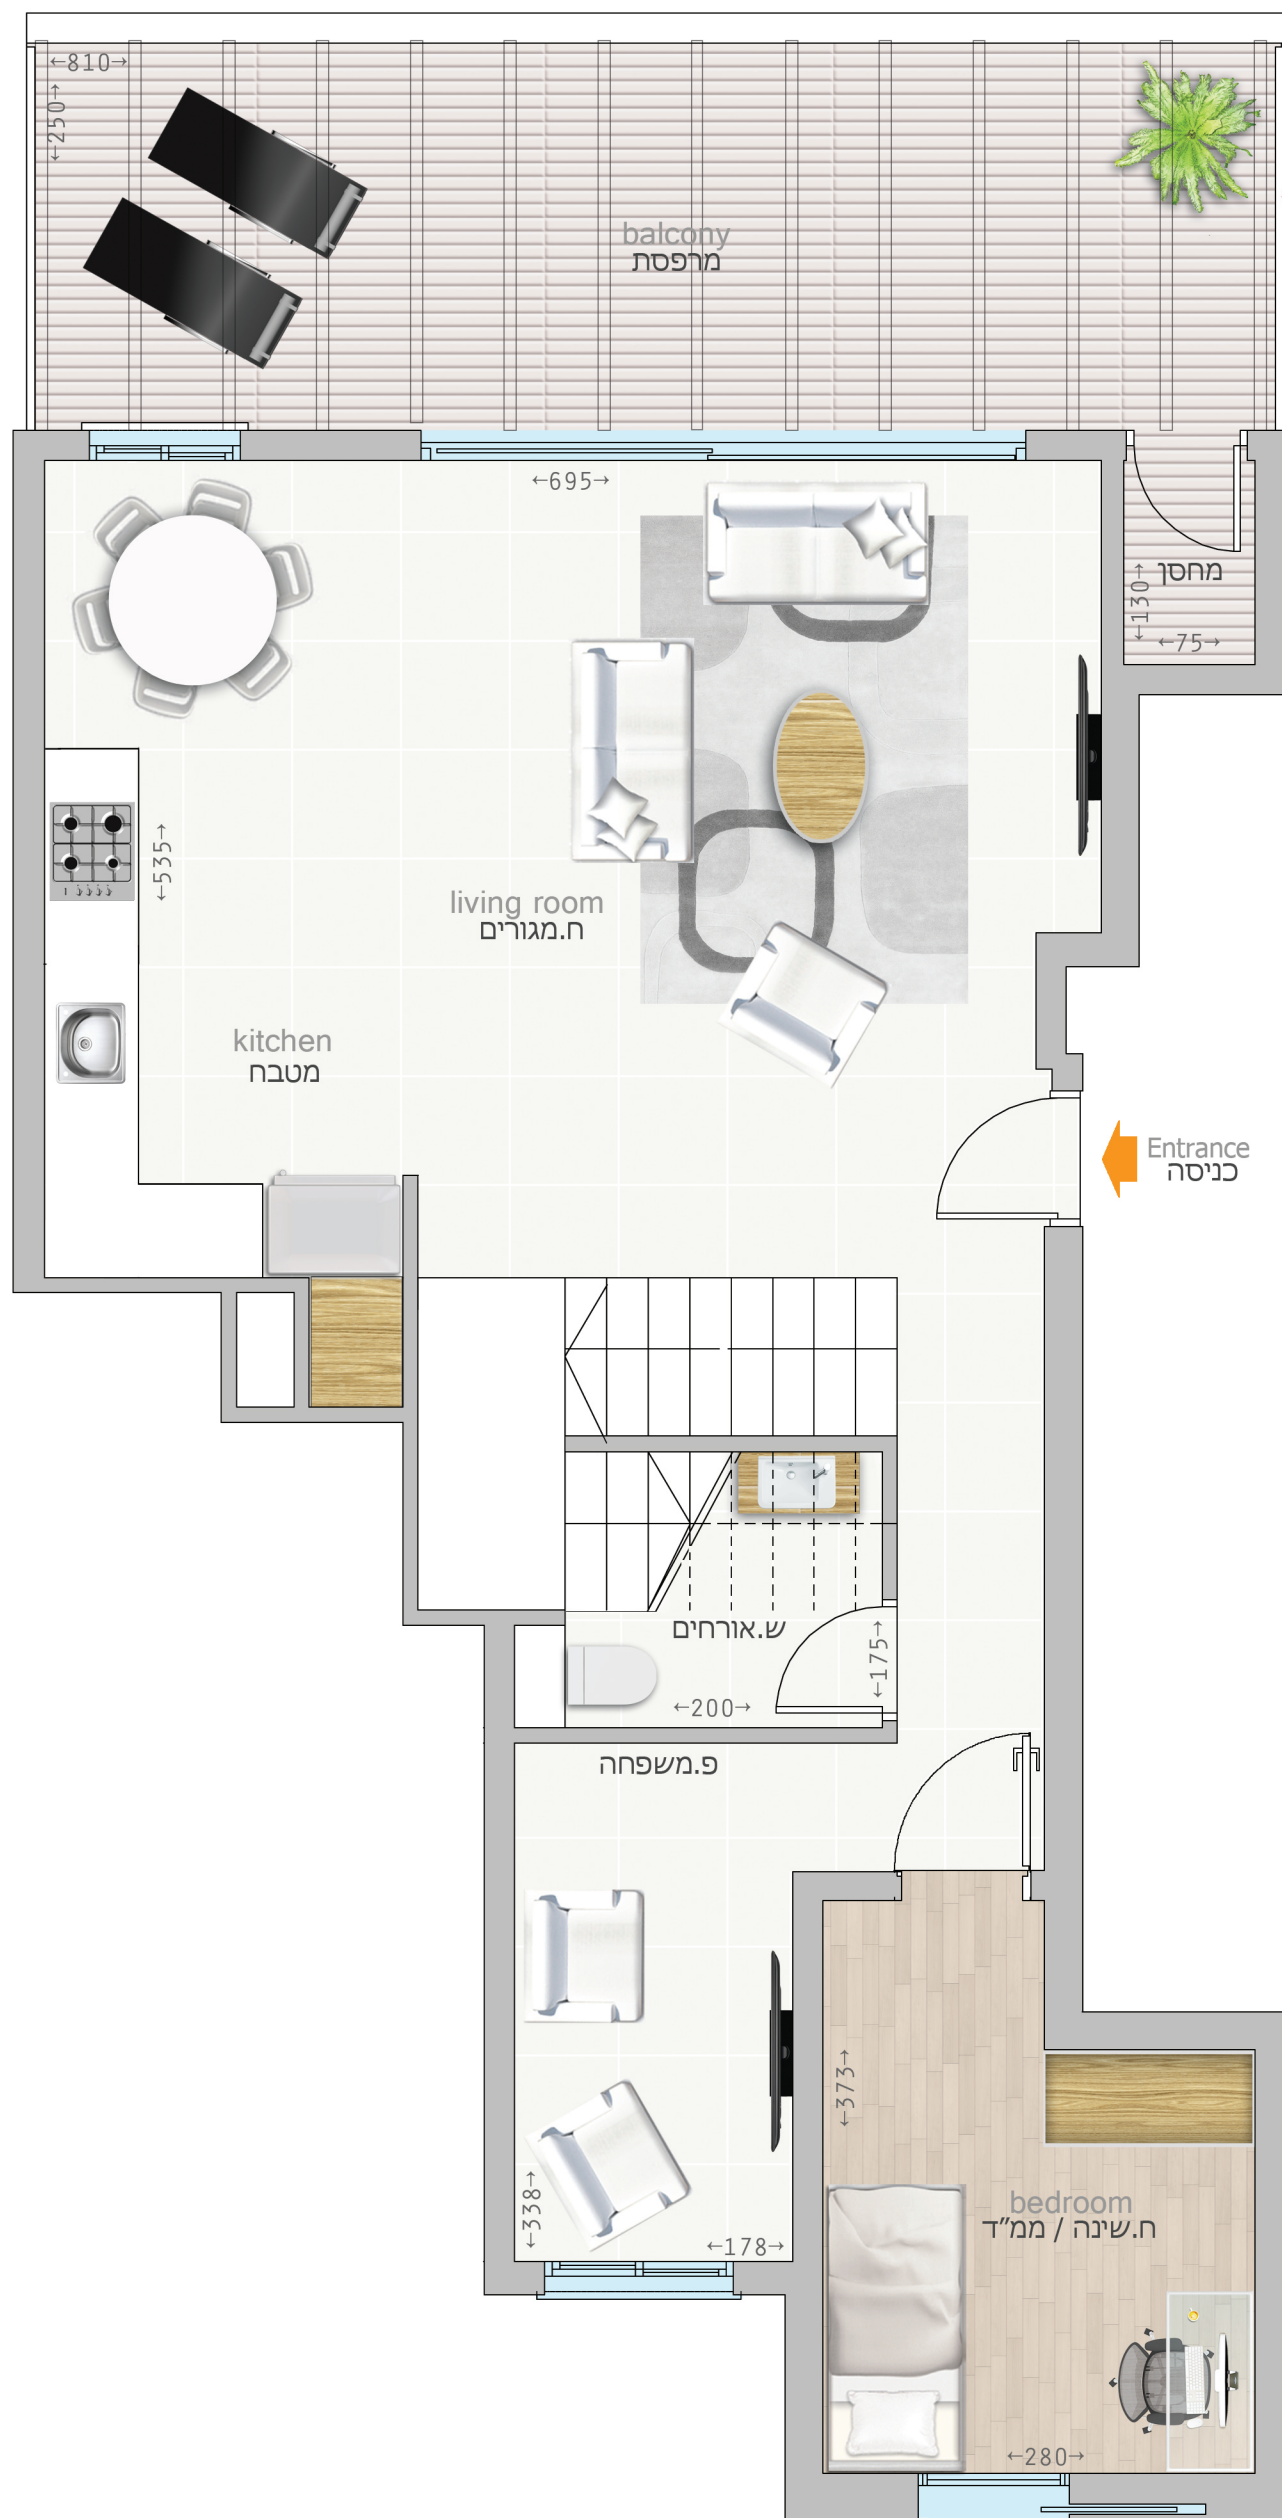 ←810→
←250→
balcony
מרפסת
←695→
מחסן
←130→
←75→
←535→
living room
ח.מגורים
kitchen
מטבח
Entrance
כניסה
ש.אורחים
←175→
←200→
פ.משפחה
←373→
←338→
←178→
bedroom
ח.שינה / ממ״ד
←280→